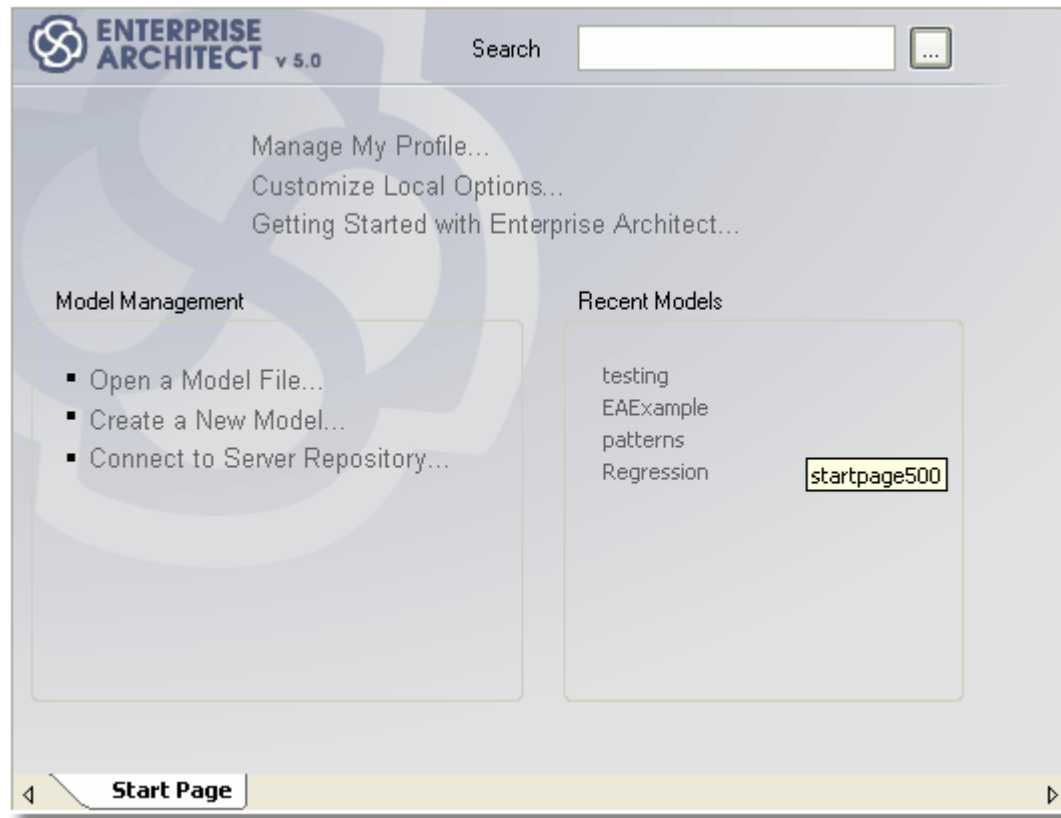 ENTERPRISE
ARCHITECT v 5.0
Search
...
Manage My Profile...
Customize Local Options...
Getting Started with Enterprise Architect...
Model Management
Open a Model File...
Create a New Model...
Connect to Server Repository...
Recent Models
testing
EAExample
patterns
Regression
startpage500
Start Page